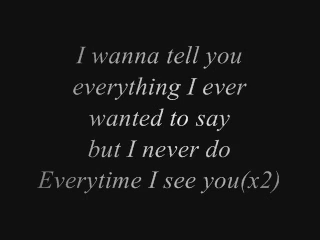 I wanna tell you
everything I ever
wanted to say
but I never do
Everytime I see you(x2)